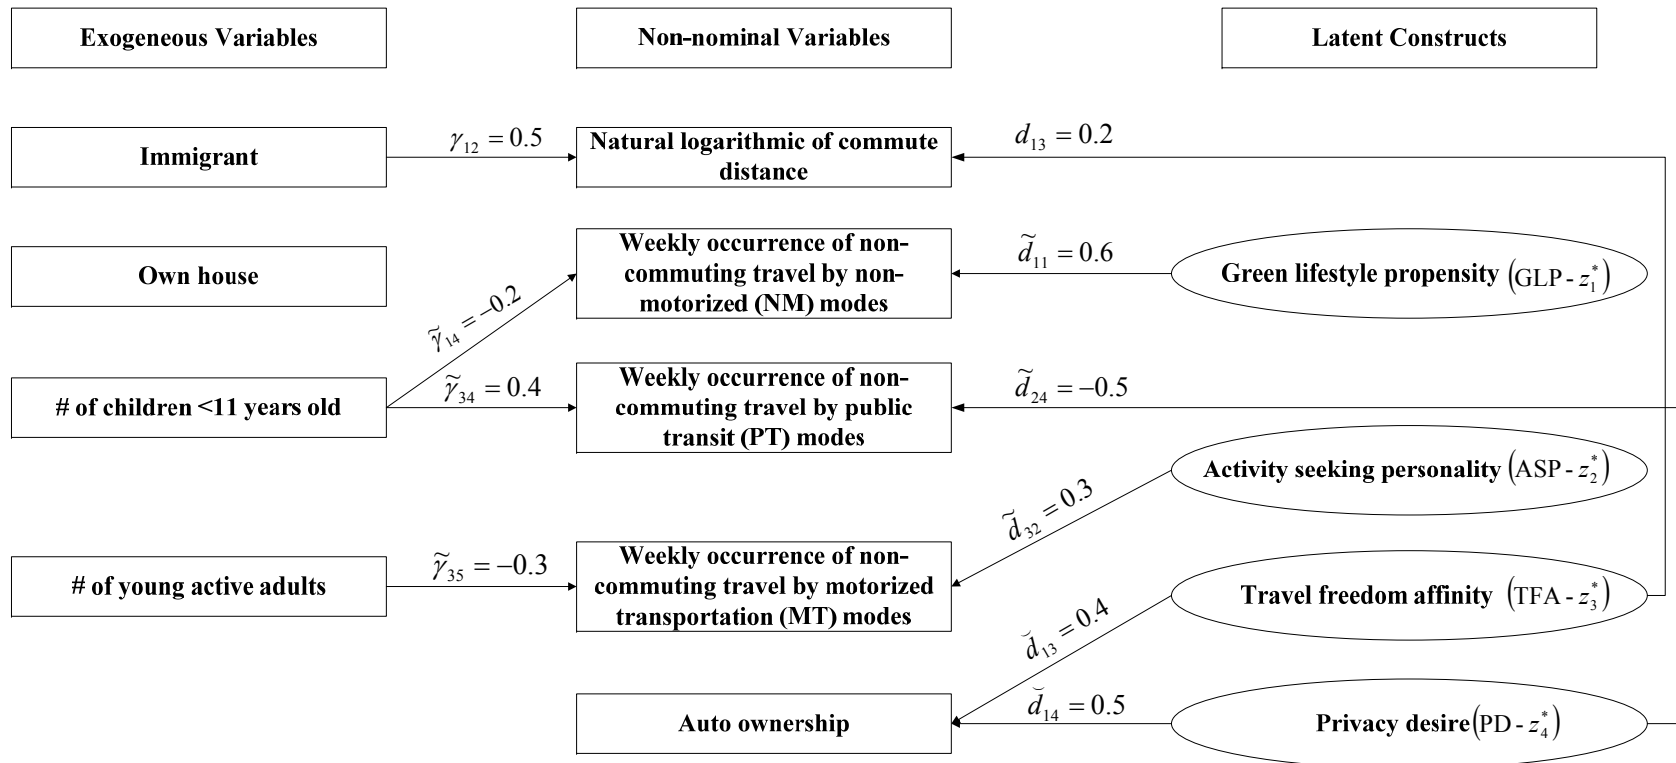 Exogeneous Variables
Non-nominal Variables
Latent Constructs
Immigrant
γ₁₂ = 0.5
Natural logarithmic of commute
distance
d₁₃ = 0.2
Own house
Weekly occurrence of non-
commuting travel by non-
motorized (NM) modes
d̃₁₁ = 0.6
Green lifestyle propensity (GLP - z₁*)
γ̃₁₄ = −0.2
# of children <11 years old
γ̃₃₄ = 0.4
Weekly occurrence of non-
commuting travel by public
transit (PT) modes
d̃₂₄ = −0.5
Activity seeking personality (ASP - z₂*)
d̃₃₂ = 0.3
# of young active adults
γ̃₃₅ = −0.3
Weekly occurrence of non-
commuting travel by motorized
transportation (MT) modes
Travel freedom affinity (TFA - z₃*)
d̆₁₃ = 0.4
Auto ownership
d̆₁₄ = 0.5
Privacy desire (PD - z₄*)